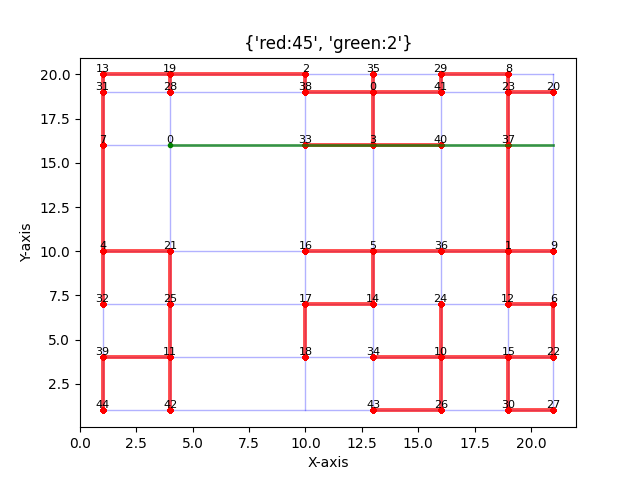 {'red:45', 'green:2'}
13 19 2 35 29 8
31 28 38 0 41 23 20
7 0 33 3 40 37
4 21 16 5 36 1 9
32 25 17 14 24 12 6
39 11 18 34 10 15 22
44 42 43 26 30 27
20.0
17.5
15.0
12.5
10.0
7.5
5.0
2.5
Y-axis
0.0 2.5 5.0 7.5 10.0 12.5 15.0 17.5 20.0
X-axis